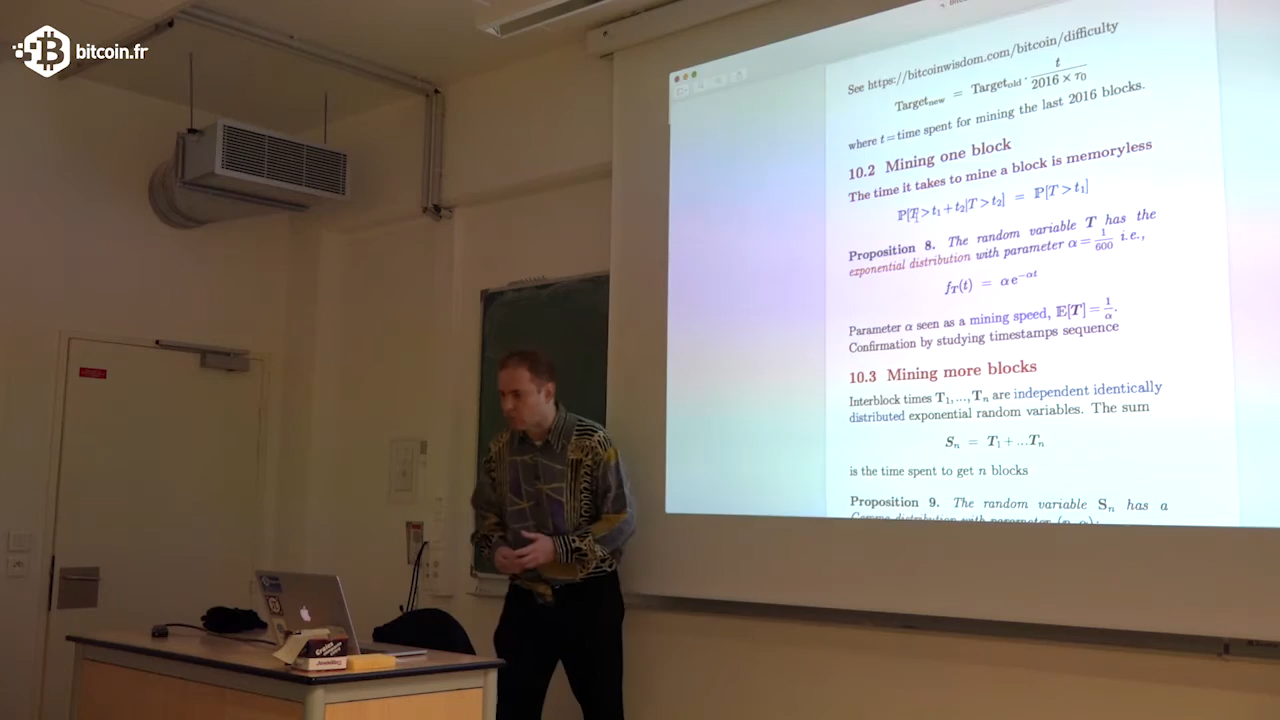 bitcoin.fr
See https://bitcoinwisdom.com/bitcoin/difficulty
Target_new = Target_old · t / (2016 × τ₀)
where t = time spent for mining the last 2016 blocks.
10.2 Mining one block
The time it takes to mine a block is memoryless
ℙ[T > t₁ + t₂|T > t₂] = ℙ[T > t₁]
Proposition 8. The random variable T has the
exponential distribution with parameter α = 1/600 i.e.,
f_T(t) = αe^−αt
Parameter α seen as a mining speed, 𝔼[T] = 1/α.
Confirmation by studying timestamps sequence
10.3 Mining more blocks
Interblock times T₁,...,Tₙ are independent identically
distributed exponential random variables. The sum
Sₙ = T₁ + ...Tₙ
is the time spent to get n blocks
Proposition 9. The random variable Sₙ has a
Gamma distribution with parameter (n, α):